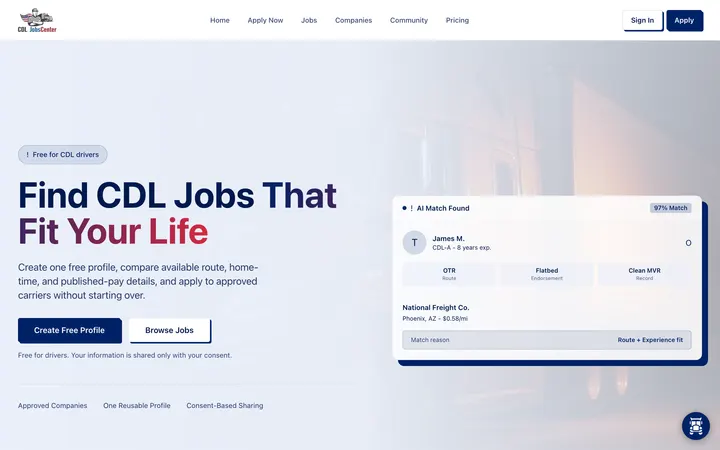 CDL JobsCenter
Home
Apply Now
Jobs
Companies
Community
Pricing
Sign In
Apply
! Free for CDL drivers
Find CDL Jobs That
Fit Your Life
Create one free profile, compare available route, home-
time, and published-pay details, and apply to approved
carriers without starting over.
Create Free Profile
Browse Jobs
Free for drivers. Your information is shared only with your consent.
Approved Companies
One Reusable Profile
Consent-Based Sharing
! AI Match Found
97% Match
T
James M.
CDL-A • 8 years exp.
O
OTR
Route
Flatbed
Endorsement
Clean MVR
Record
National Freight Co.
Phoenix, AZ • $0.58/mi
Match reason
Route + Experience fit